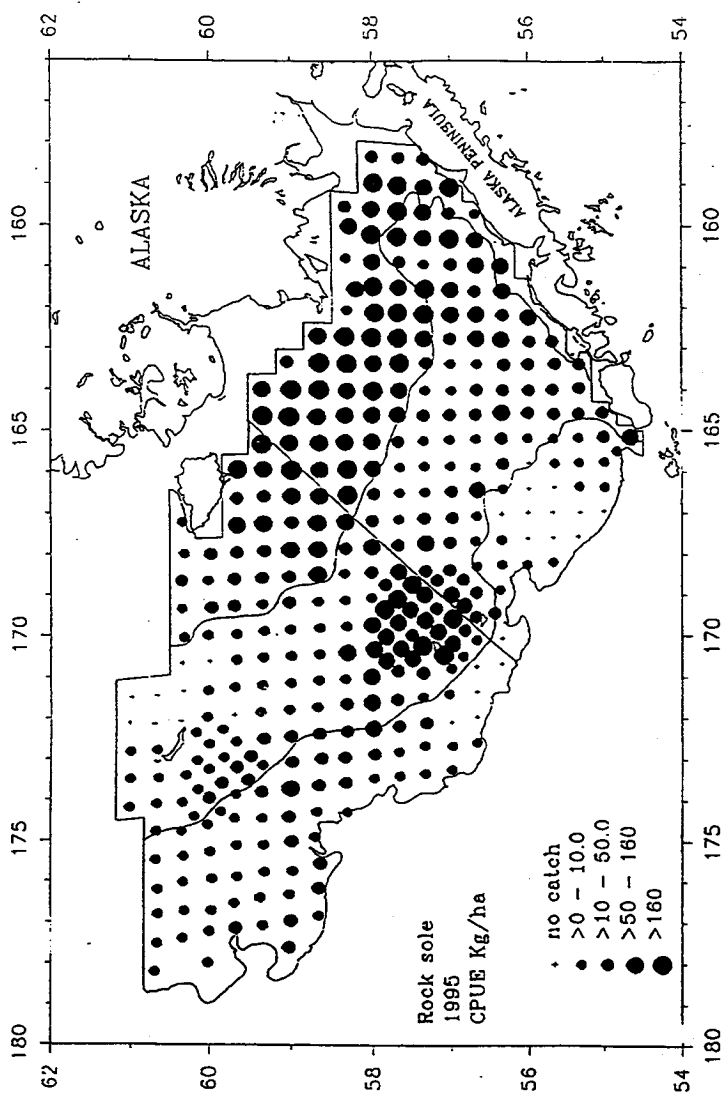 62
60
58
56
54
180
175
170
165
160
ALASKA
ALASKA PENINSULA
Rock sole
1995
CPUE Kg/ha
+ no catch
>0 - 10.0
>10 - 50.0
>50 - 160
>160
180
175
170
165
160
62
60
58
56
54